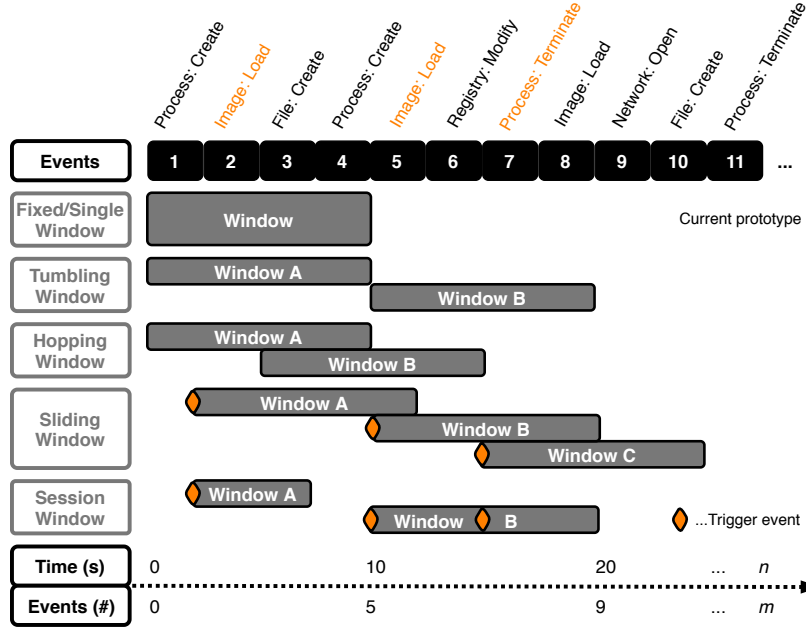 Process: Create
Image: Load
File: Create
Process: Create
Image: Load
Registry: Modify
Process: Terminate
Image: Load
Network: Open
File: Create
Process: Terminate
Events 1 2 3 4 5 6 7 8 9 10 11 ...
Fixed/Single
Window
Window
Current prototype
Tumbling
Window
Window A
Window B
Hopping
Window
Window A
Window B
Sliding
Window
Window A
Window B
Window C
Session
Window
Window A
Window B
...Trigger event
Time (s) 0 10 20 ... n
Events (#) 0 5 9 ... m